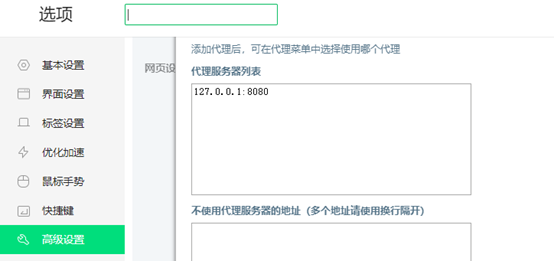 选项
基本设置
界面设置
标签设置
优化加速
鼠标手势
快捷键
高级设置
网页设
添加代理后，可在代理菜单中选择使用哪个代理
代理服务器列表
127.0.0.1:8080
不使用代理服务器的地址（多个地址请使用换行隔开）